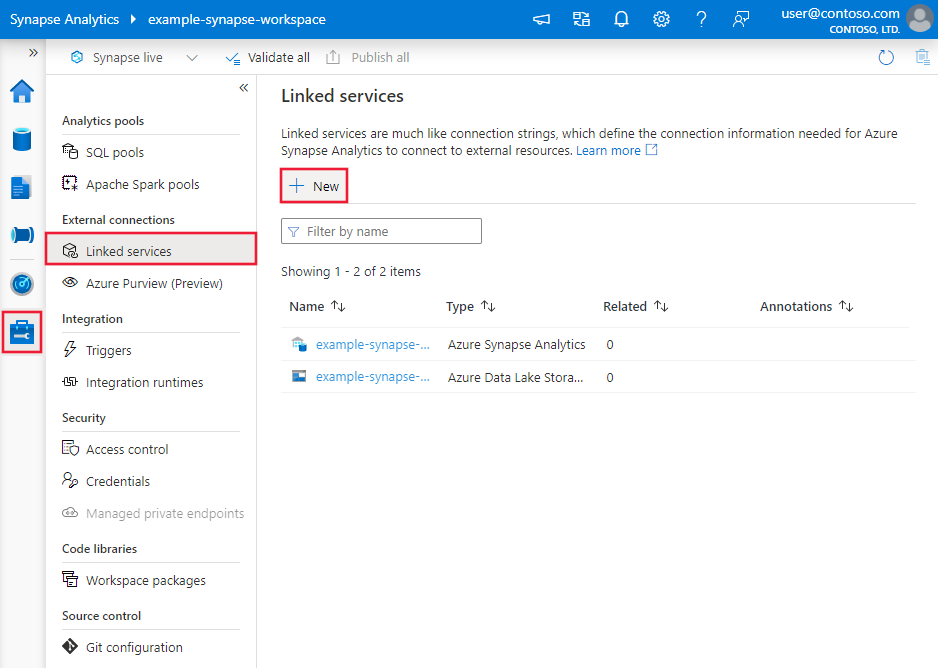 Synapse Analytics example-synapse-workspace
user@contoso.com
CONTOSO, LTD.
Synapse live Validate all Publish all
Analytics pools
SQL pools
Apache Spark pools
External connections
Linked services
Azure Purview (Preview)
Integration
Triggers
Integration runtimes
Security
Access control
Credentials
Managed private endpoints
Code libraries
Workspace packages
Source control
Git configuration
Linked services
Linked services are much like connection strings, which define the connection information needed for Azure
Synapse Analytics to connect to external resources. Learn more
New
Filter by name
Showing 1 - 2 of 2 items
Name Type Related Annotations
example-synapse-... Azure Synapse Analytics 0
example-synapse-... Azure Data Lake Stora... 0